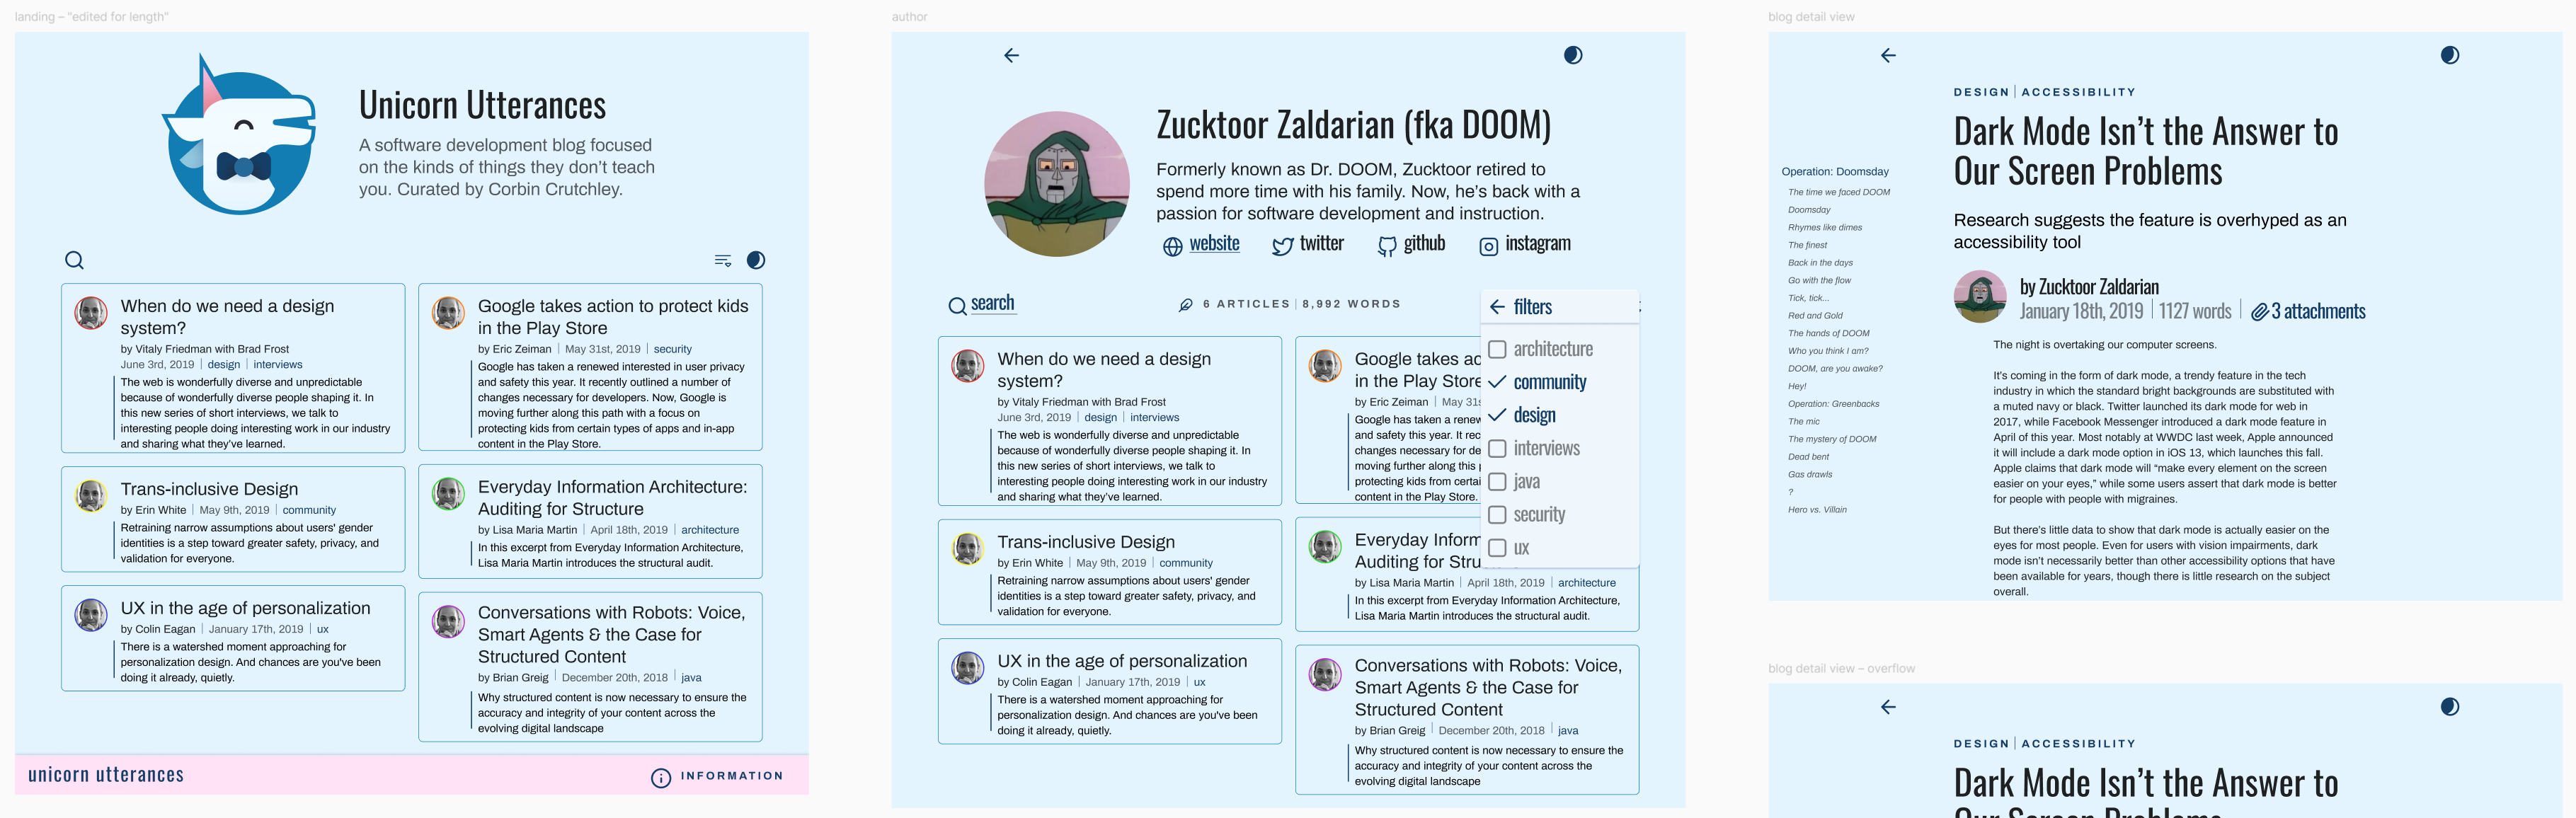 landing – "edited for length"
Unicorn Utterances
A software development blog focused
on the kinds of things they don’t teach
you. Curated by Corbin Crutchley.
When do we need a design
system?
by Vitaly Friedman with Brad Frost
June 3rd, 2019 | design | interviews
The web is wonderfully diverse and unpredictable
because of wonderfully diverse people shaping it. In
this new series of short interviews, we talk to
interesting people doing interesting work in our industry
and sharing what they’ve learned.
Google takes action to protect kids
in the Play Store
by Eric Zeiman | May 31st, 2019 | security
Google has taken a renewed interested in user privacy
and safety this year. It recently outlined a number of
changes necessary for developers. Now, Google is
moving further along this path with a focus on
protecting kids from certain types of apps and in-app
content in the Play Store.
Trans-inclusive Design
by Erin White | May 9th, 2019 | community
Retraining narrow assumptions about users' gender
identities is a step toward greater safety, privacy, and
validation for everyone.
Everyday Information Architecture:
Auditing for Structure
by Lisa Maria Martin | April 18th, 2019 | architecture
In this excerpt from Everyday Information Architecture,
Lisa Maria Martin introduces the structural audit.
UX in the age of personalization
by Colin Eagan | January 17th, 2019 | ux
There is a watershed moment approaching for
personalization design. And chances are you've been
doing it already, quietly.
Conversations with Robots: Voice,
Smart Agents & the Case for
Structured Content
by Brian Greig | December 20th, 2018 | java
Why structured content is now necessary to ensure the
accuracy and integrity of your content across the
evolving digital landscape
unicorn utterances
INFORMATION
author
Zucktoor Zaldarian (fka DOOM)
Formerly known as Dr. DOOM, Zucktoor retired to
spend more time with his family. Now, he’s back with a
passion for software development and instruction.
website twitter github instagram
search
6 ARTICLES | 8,992 WORDS
filters
architecture
community
design
interviews
java
security
ux
When do we need a design
system?
by Vitaly Friedman with Brad Frost
June 3rd, 2019 | design | interviews
The web is wonderfully diverse and unpredictable
because of wonderfully diverse people shaping it. In
this new series of short interviews, we talk to
interesting people doing interesting work in our industry
and sharing what they’ve learned.
Google takes ac
in the Play Store
by Eric Zeiman | May 31s
Google has taken a renew
and safety this year. It rec
changes necessary for de
moving further along this
protecting kids from certain
content in the Play Store.
Trans-inclusive Design
by Erin White | May 9th, 2019 | community
Retraining narrow assumptions about users' gender
identities is a step toward greater safety, privacy, and
validation for everyone.
Everyday Inform
Auditing for Stru
by Lisa Maria Martin | April 18th, 2019 | architecture
In this excerpt from Everyday Information Architecture,
Lisa Maria Martin introduces the structural audit.
UX in the age of personalization
by Colin Eagan | January 17th, 2019 | ux
There is a watershed moment approaching for
personalization design. And chances are you've been
doing it already, quietly.
Conversations with Robots: Voice,
Smart Agents & the Case for
Structured Content
by Brian Greig | December 20th, 2018 | java
Why structured content is now necessary to ensure the
accuracy and integrity of your content across the
evolving digital landscape
blog detail view
Operation: Doomsday
The time we faced DOOM
Doomsday
Rhymes like dimes
The finest
Back in the days
Go with the flow
Tick, tick...
Red and Gold
The hands of DOOM
Who you think I am?
DOOM, are you awake?
Hey!
Operation: Greenbacks
The mic
The mystery of DOOM
Dead bent
Gas drawls
?
Hero vs. Villain
DESIGN | ACCESSIBILITY
Dark Mode Isn’t the Answer to
Our Screen Problems
Research suggests the feature is overhyped as an
accessibility tool
by Zucktoor Zaldarian
January 18th, 2019 | 1127 words | 3 attachments
The night is overtaking our computer screens.
It’s coming in the form of dark mode, a trendy feature in the tech
industry in which the standard bright backgrounds are substituted with
a muted navy or black. Twitter launched its dark mode for web in
2017, while Facebook Messenger introduced a dark mode feature in
April of this year. Most notably at WWDC last week, Apple announced
it will include a dark mode option in iOS 13, which launches this fall.
Apple claims that dark mode will “make every element on the screen
easier on your eyes,” while some users assert that dark mode is better
for people with people with migraines.
But there’s little data to show that dark mode is actually easier on the
eyes for most people. Even for users with vision impairments, dark
mode isn’t necessarily better than other accessibility options that have
been available for years, though there is little research on the subject
overall.
blog detail view – overflow
DESIGN | ACCESSIBILITY
Dark Mode Isn’t the Answer to
Our Screen Problems